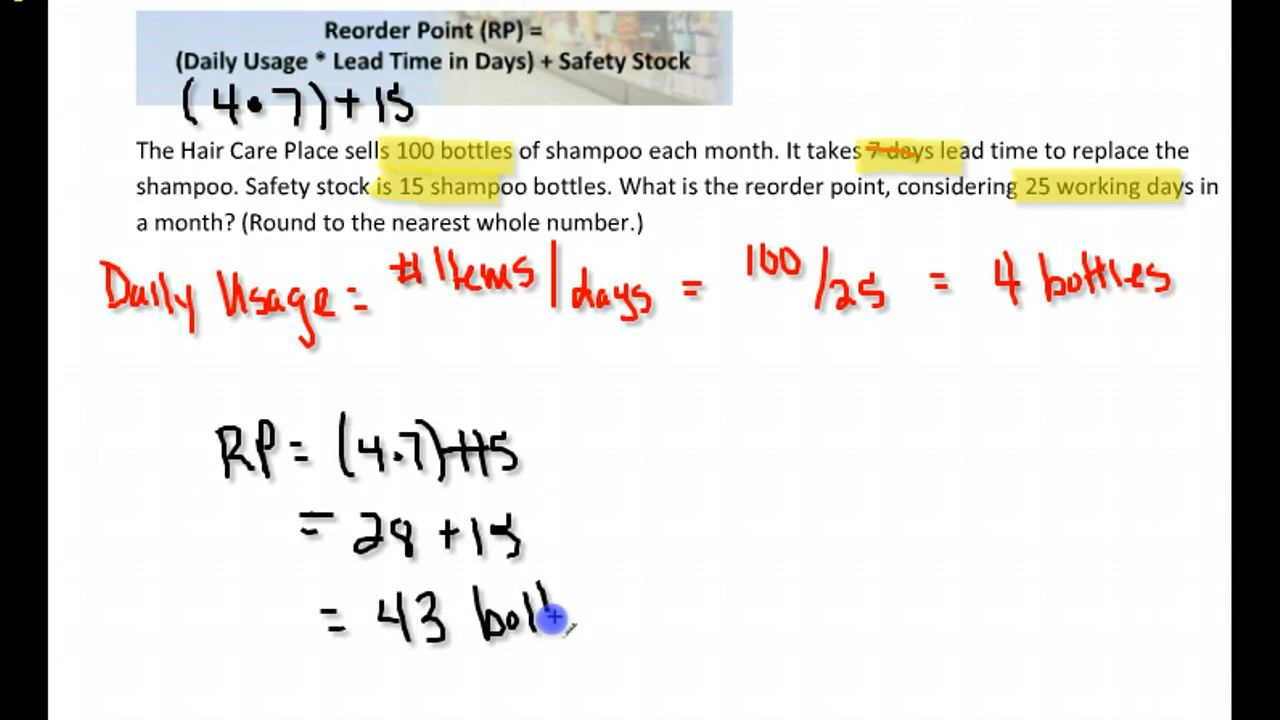 Reorder Point (RP) =
(Daily Usage * Lead Time in Days) + Safety Stock
(4•7)+15
The Hair Care Place sells 100 bottles of shampoo each month. It takes 7 days lead time to replace the
shampoo. Safety stock is 15 shampoo bottles. What is the reorder point, considering 25 working days in
a month? (Round to the nearest whole number.)
Daily Usage = # Items/days = 100/25 = 4 bottles
RP = (4•7)+15
= 28 +15
= 43 bott